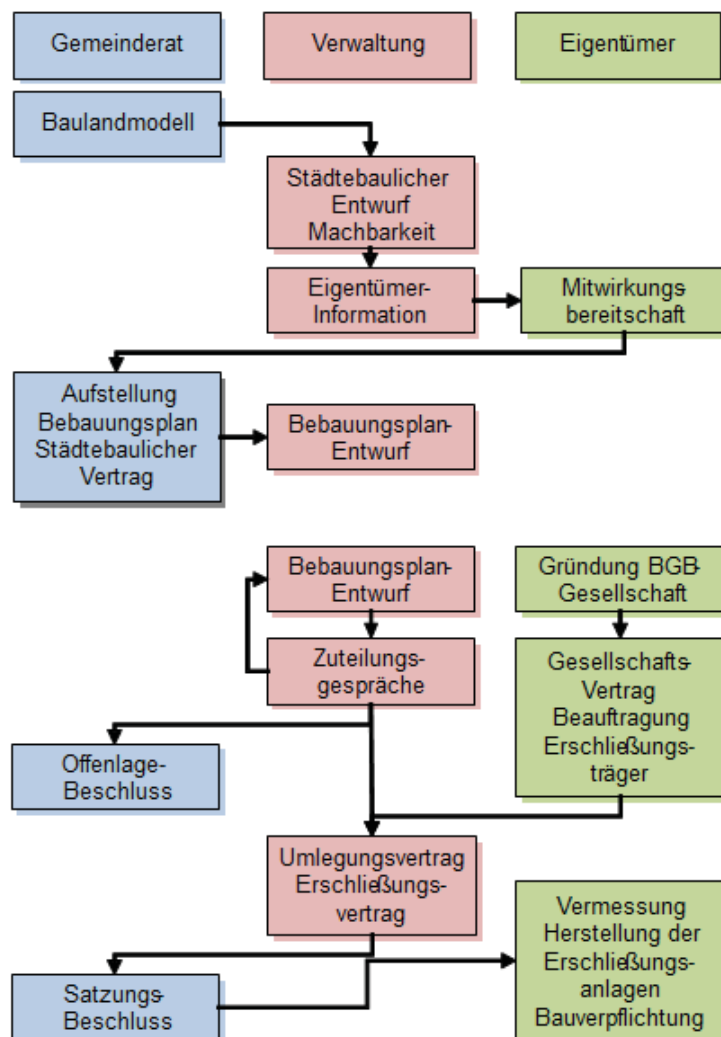 Gemeinderat
Verwaltung
Eigentümer
Baulandmodell
Städtebaulicher
Entwurf
Machbarkeit
Eigentümer-
Information
Mitwirkungs-
bereitschaft
Aufstellung
Bebauungsplan
Städtebaulicher
Vertrag
Bebauungsplan-
Entwurf
Bebauungsplan-
Entwurf
Gründung BGB-
Gesellschaft
Zuteilungs-
gespräche
Gesellschafts-
Vertrag
Beauftragung
Erschließungs-
träger
Offenlage-
Beschluss
Umlegungsvertrag
Erschließungs-
vertrag
Vermessung
Herstellung der
Erschließungs-
anlagen
Bauverpflichtung
Satzungs-
Beschluss